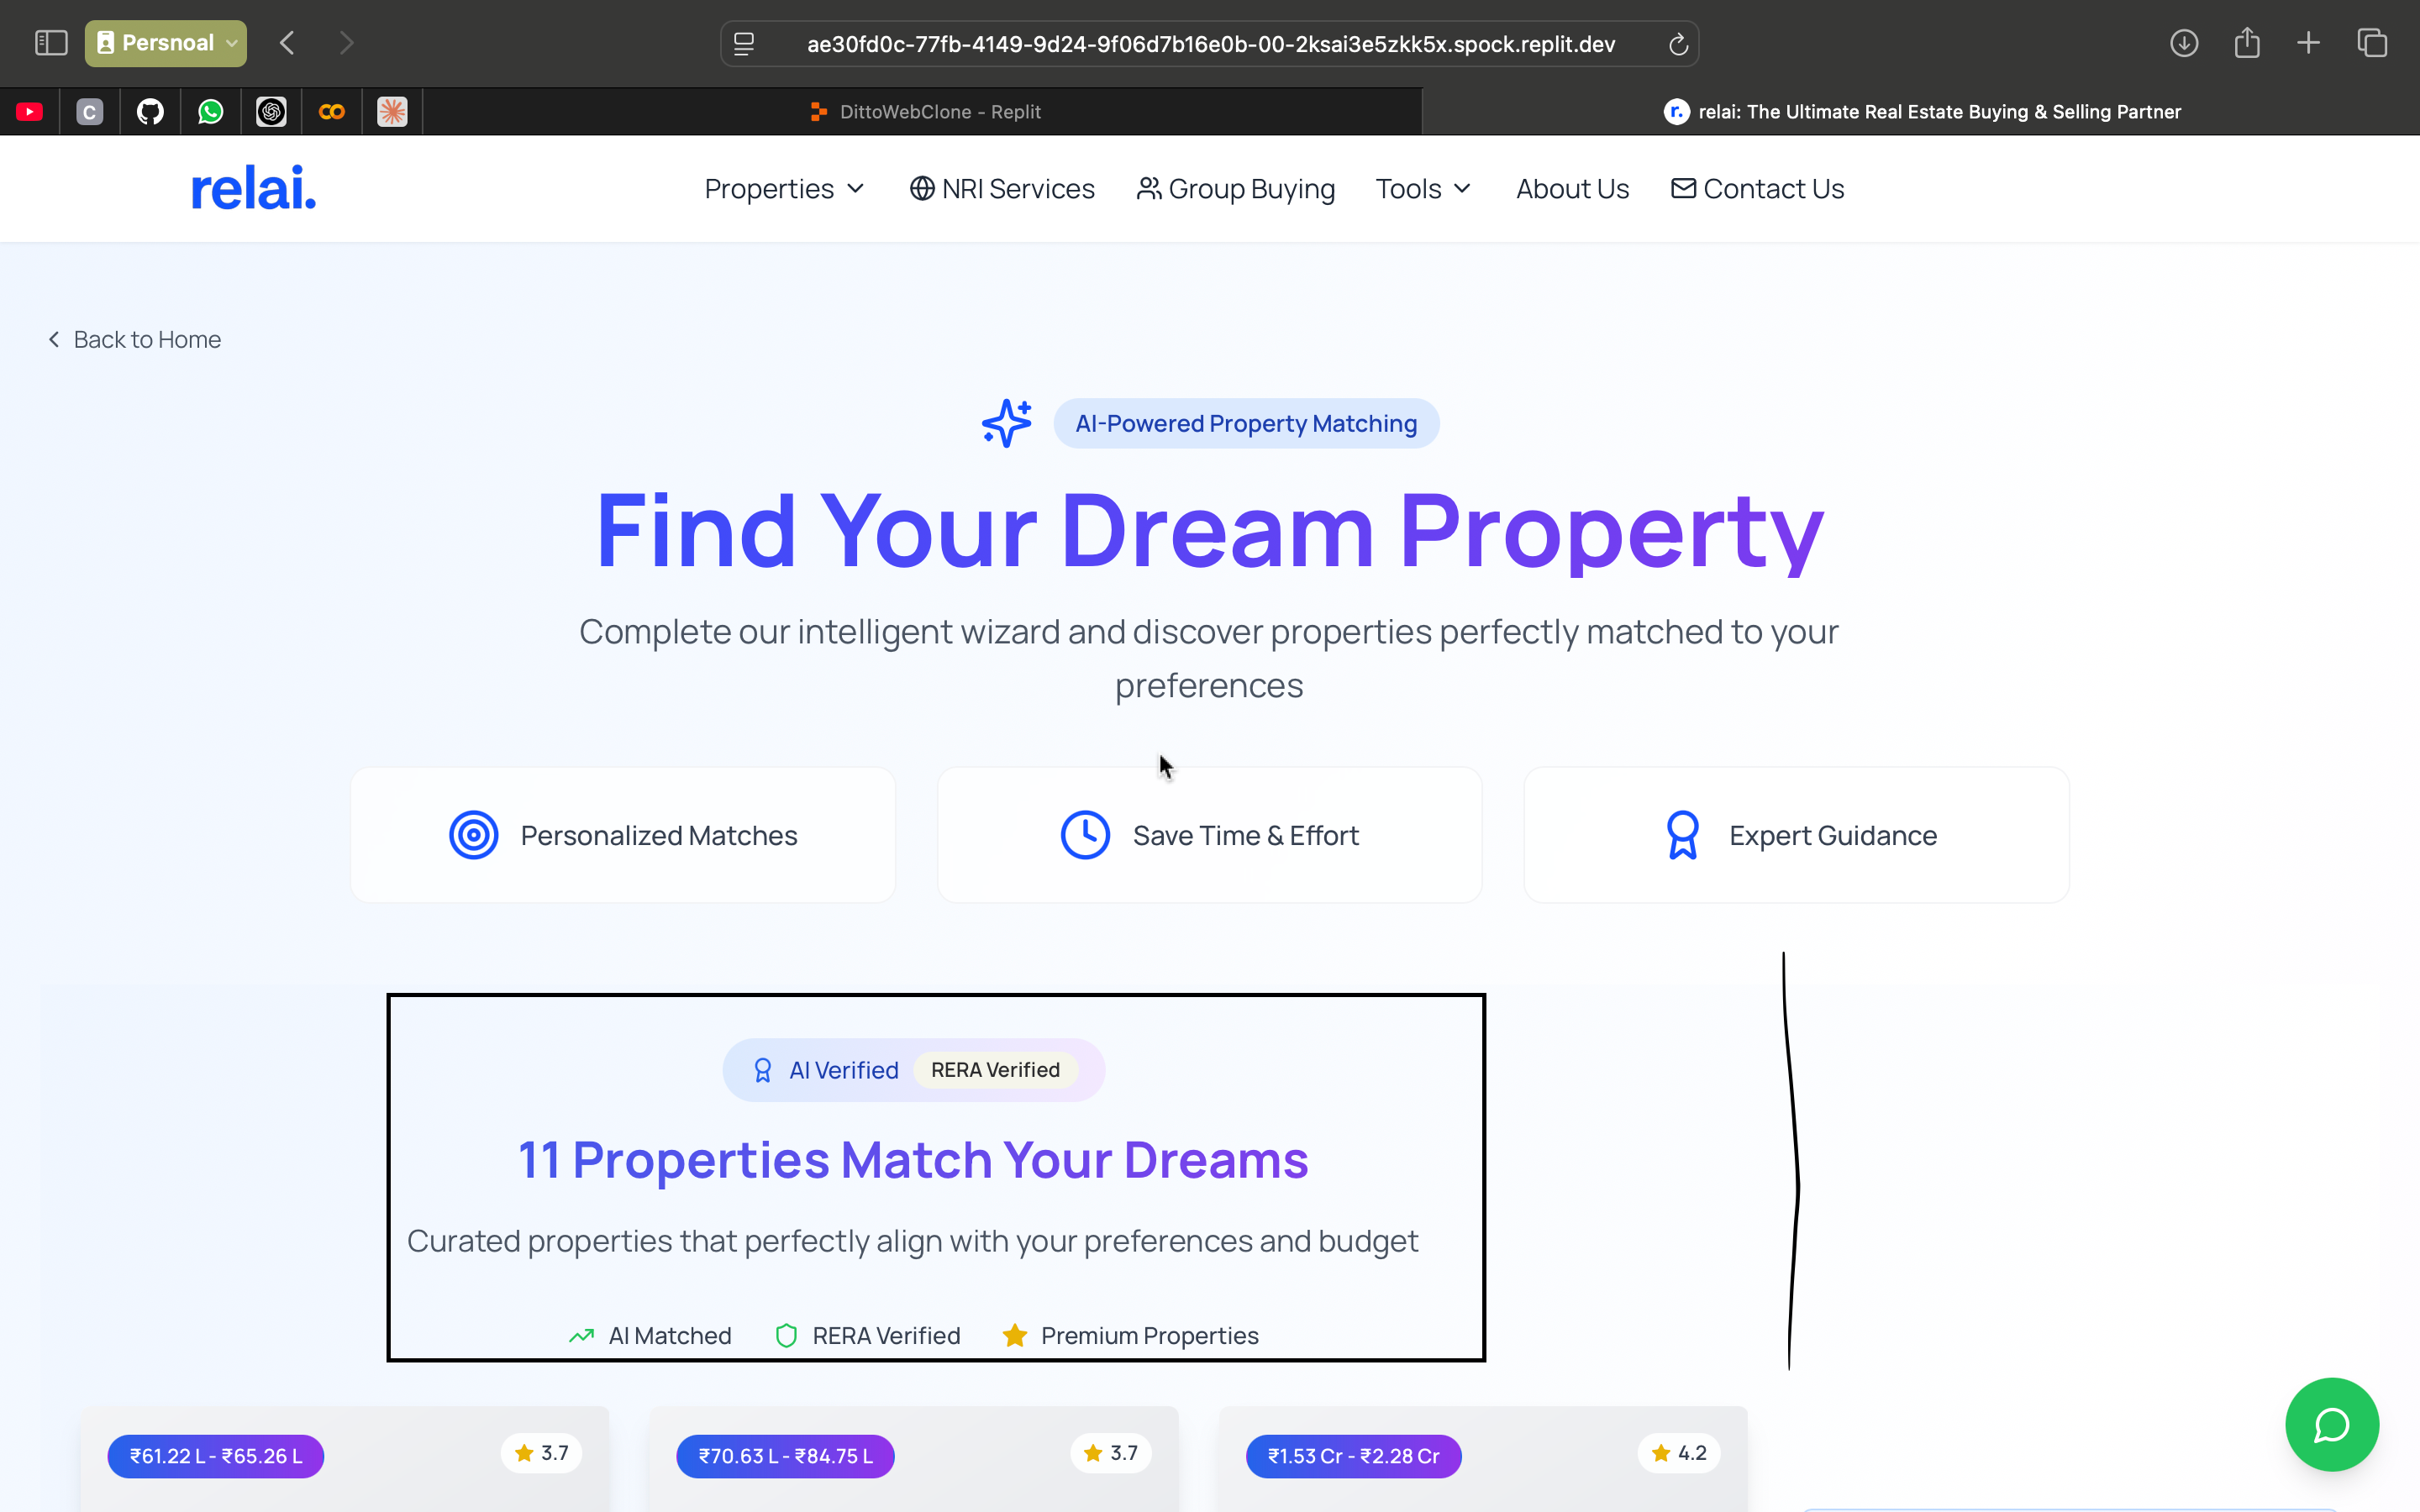 Persnoal
ae30fd0c-77fb-4149-9d24-9f06d7b16e0b-00-2ksai3e5zkk5x.spock.replit.dev
C
DittoWebClone - Replit
r. relai: The Ultimate Real Estate Buying & Selling Partner
relai.
Properties NRI Services Group Buying Tools About Us Contact Us
Back to Home
AI-Powered Property Matching
Find Your Dream Property
Complete our intelligent wizard and discover properties perfectly matched to your
preferences
Personalized Matches
Save Time & Effort
Expert Guidance
AI Verified RERA Verified
11 Properties Match Your Dreams
Curated properties that perfectly align with your preferences and budget
AI Matched RERA Verified Premium Properties
₹61.22 L - ₹65.26 L 3.7
₹70.63 L - ₹84.75 L 3.7
₹1.53 Cr - ₹2.28 Cr 4.2